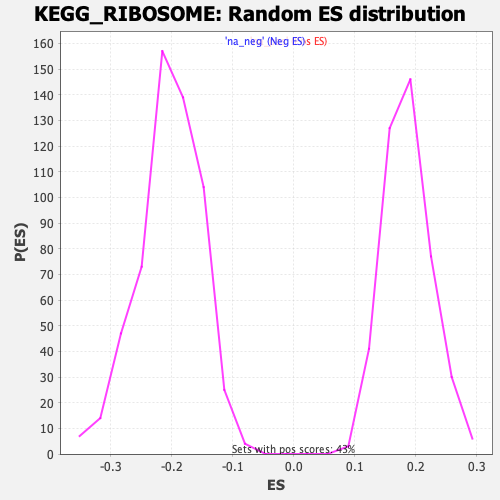 KEGG_RIBOSOME: Random ES distribution
'na_neg' (Neg ES) s ES)
160
150
140
130
120
110
100
90
80
70
60
50
40
30
20
10
0
P(ES)
Sets with pos scores: 43%
-0.3 -0.2 -0.1 0.0 0.1 0.2 0.3
ES